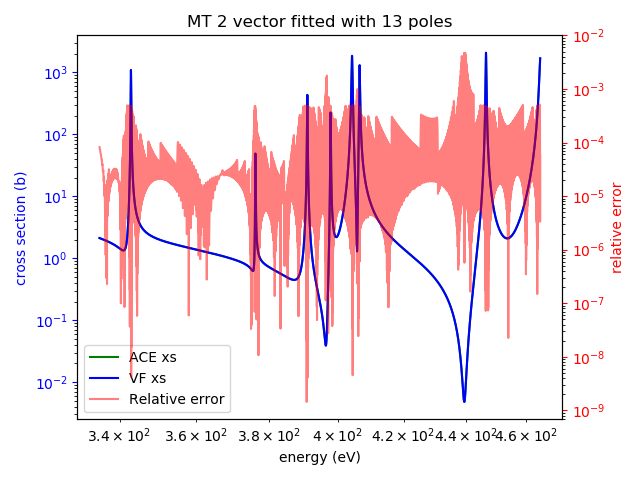 MT 2 vector fitted with 13 poles
10³
10²
10¹
10⁰
10⁻¹
10⁻²
cross section (b)
10⁻²
10⁻³
10⁻⁴
10⁻⁵
10⁻⁶
10⁻⁷
10⁻⁸
10⁻⁹
relative error
ACE xs
VF xs
Relative error
3.4 × 10² 3.6 × 10² 3.8 × 10² 4 × 10² 4.2 × 10² 4.4 × 10² 4.6 × 10²
energy (eV)